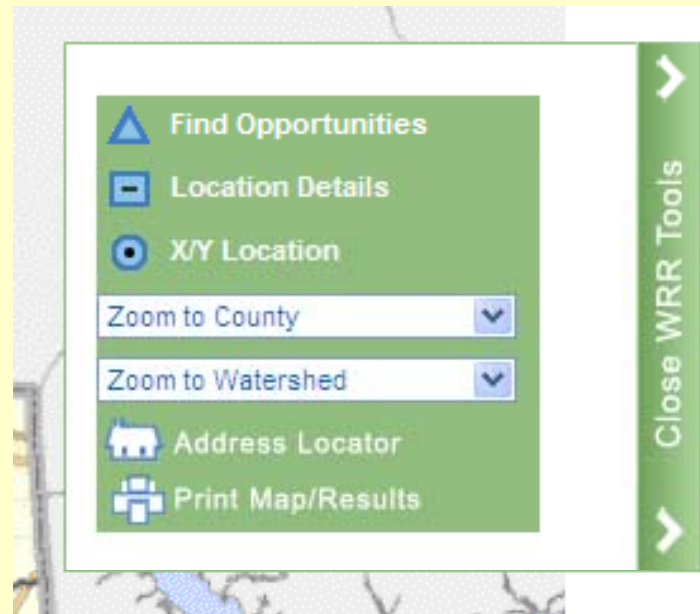 Find Opportunities
Location Details
X/Y Location
Zoom to County
Zoom to Watershed
Address Locator
Print Map/Results
Close WRR Tools